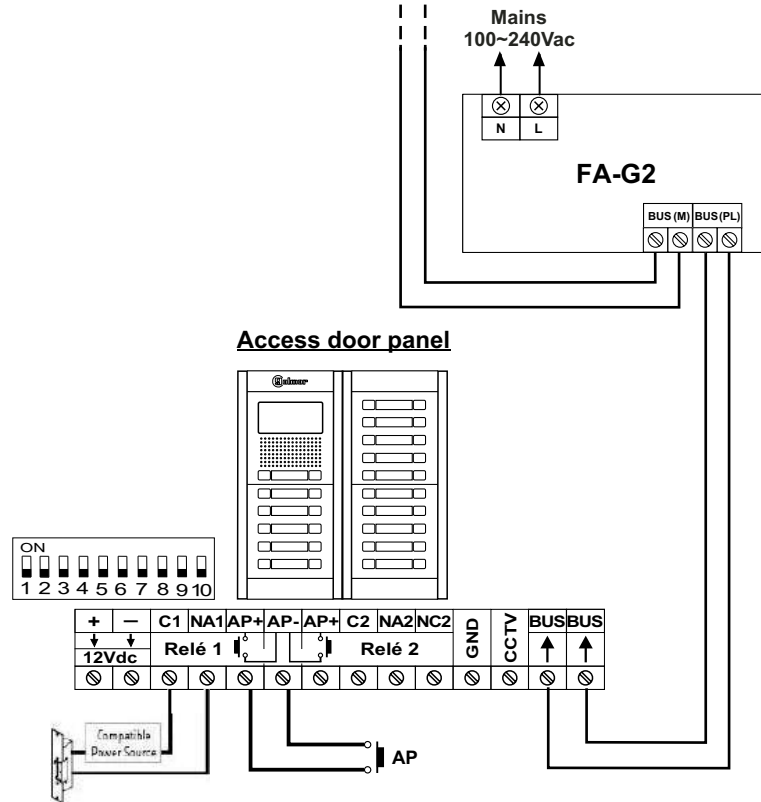 Mains
100~240Vac
N L
FA-G2
BUS (M) BUS (PL)
Access door panel
Golmar
ON
1 2 3 4 5 6 7 8 9 10
+ – C1 NA1 AP+ AP- AP+ C2 NA2 NC2 GND CCTV BUS BUS
12Vdc Relé 1 Relé 2
Compatible
Power Source
AP